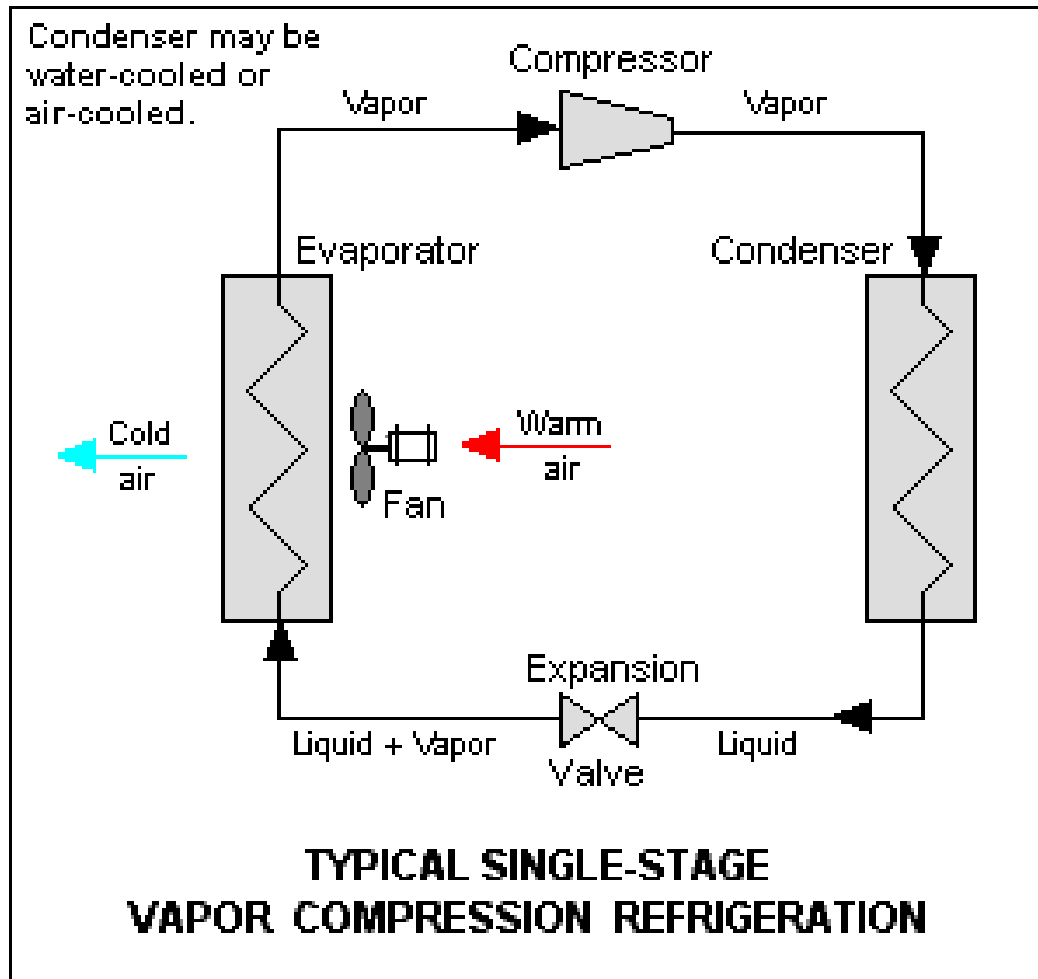 Condenser may be
water-cooled or
air-cooled.
Compressor
Vapor
Vapor
Evaporator
Condenser
Cold
air
Warm
air
Fan
Expansion
Valve
Liquid + Vapor
Liquid
TYPICAL SINGLE-STAGE
VAPOR COMPRESSION REFRIGERATION